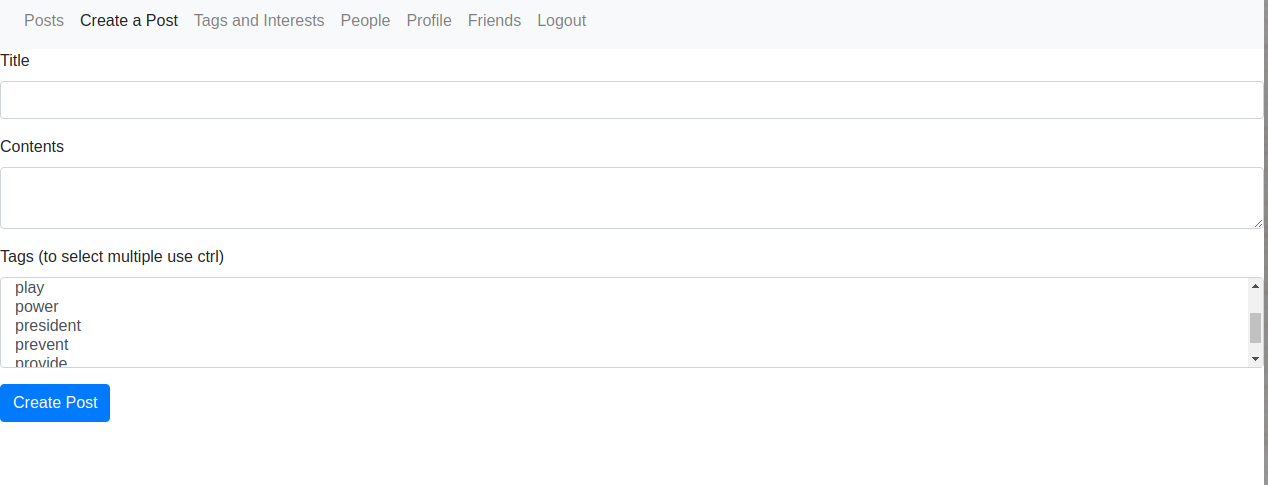 Posts Create a Post Tags and Interests People Profile Friends Logout
Title
Contents
Tags (to select multiple use ctrl)
play
power
president
prevent
provide
Create Post